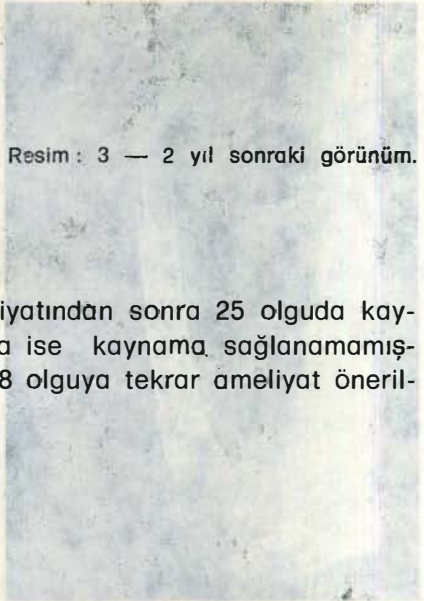 Resim : 3 — 2 yıl sonraki görünüm.
iyatından sonra 25 olguda kay-
a ise kaynama sağlanamamış-
8 olguya tekrar ameliyat öneril-